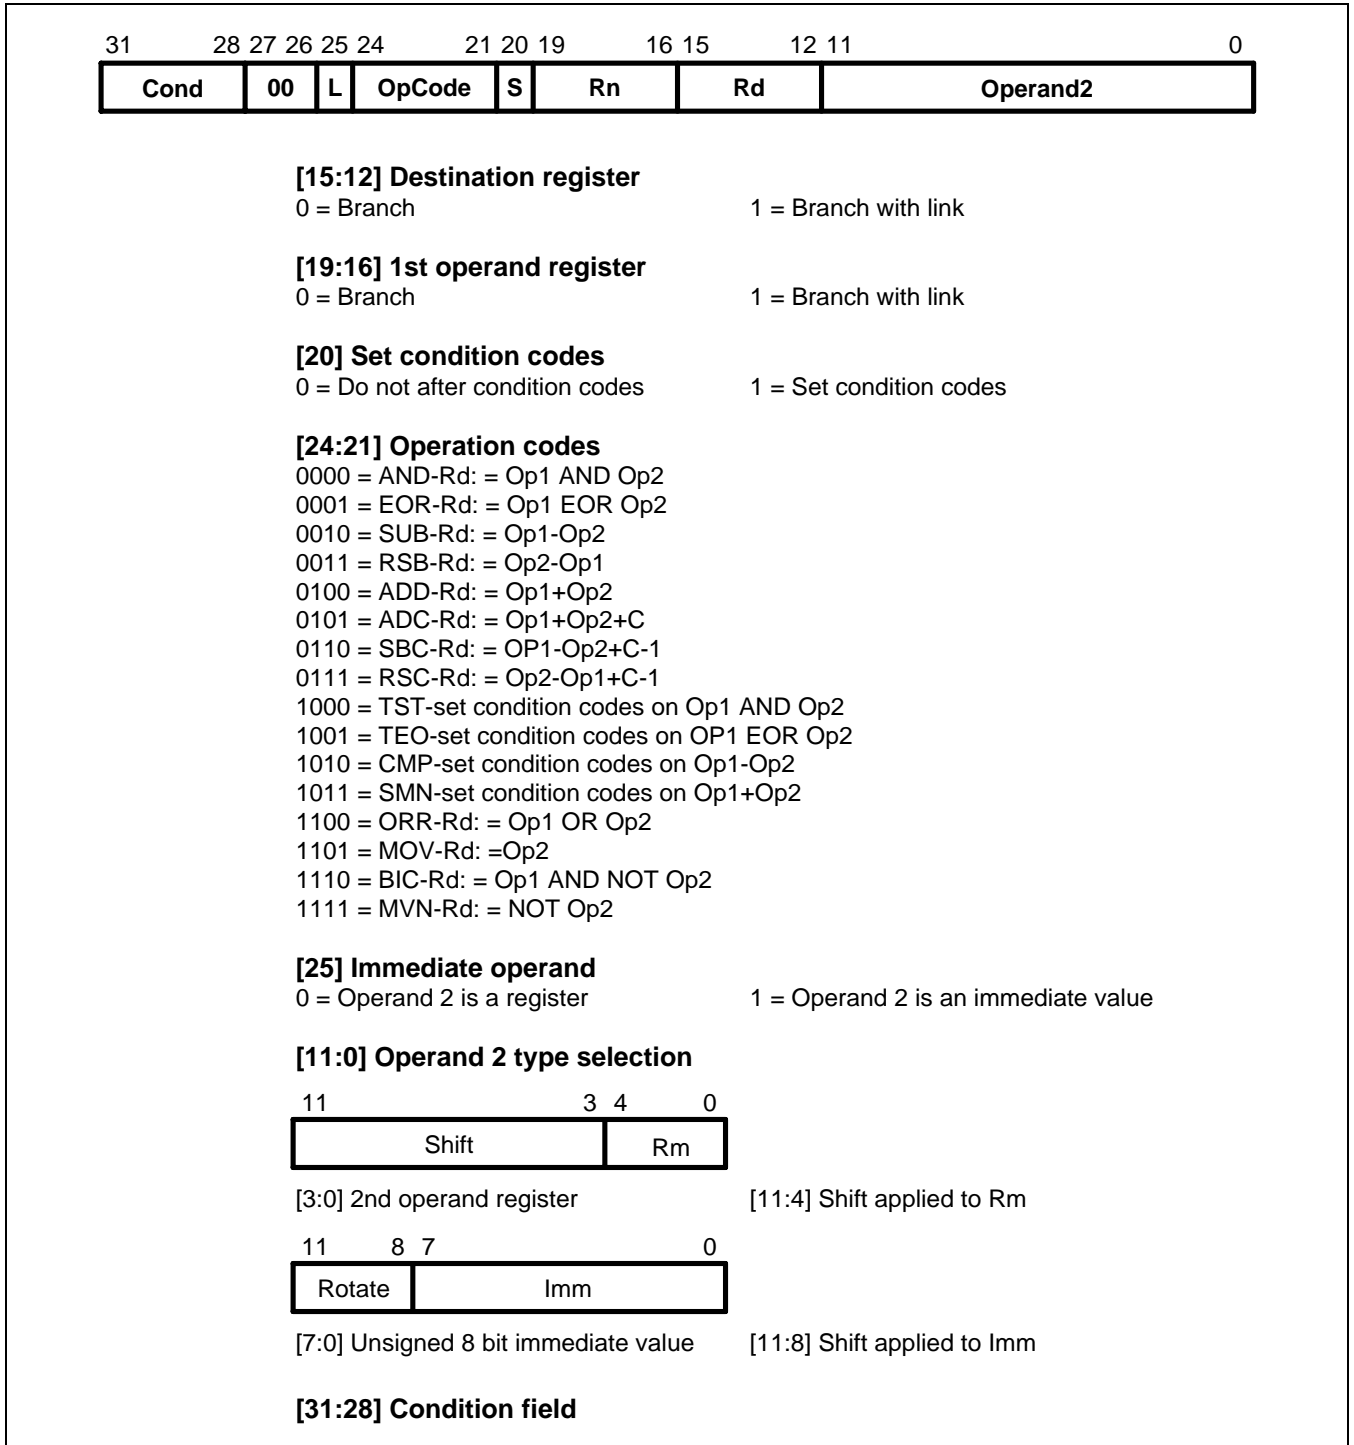 31 28 27 26 25 24 21 20 19 16 15 12 11 0
Cond 00 L OpCode S Rn Rd Operand2
[15:12] Destination register
0 = Branch 1 = Branch with link
[19:16] 1st operand register
0 = Branch 1 = Branch with link
[20] Set condition codes
0 = Do not after condition codes 1 = Set condition codes
[24:21] Operation codes
0000 = AND-Rd: = Op1 AND Op2
0001 = EOR-Rd: = Op1 EOR Op2
0010 = SUB-Rd: = Op1-Op2
0011 = RSB-Rd: = Op2-Op1
0100 = ADD-Rd: = Op1+Op2
0101 = ADC-Rd: = Op1+Op2+C
0110 = SBC-Rd: = OP1-Op2+C-1
0111 = RSC-Rd: = Op2-Op1+C-1
1000 = TST-set condition codes on Op1 AND Op2
1001 = TEO-set condition codes on OP1 EOR Op2
1010 = CMP-set condition codes on Op1-Op2
1011 = SMN-set condition codes on Op1+Op2
1100 = ORR-Rd: = Op1 OR Op2
1101 = MOV-Rd: =Op2
1110 = BIC-Rd: = Op1 AND NOT Op2
1111 = MVN-Rd: = NOT Op2
[25] Immediate operand
0 = Operand 2 is a register 1 = Operand 2 is an immediate value
[11:0] Operand 2 type selection
11 3 4 0
Shift Rm
[3:0] 2nd operand register [11:4] Shift applied to Rm
11 8 7 0
Rotate Imm
[7:0] Unsigned 8 bit immediate value [11:8] Shift applied to Imm
[31:28] Condition field